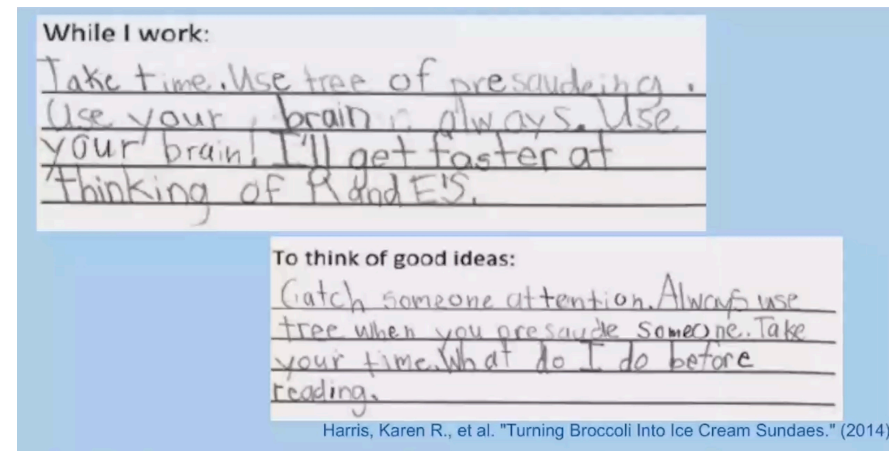 While I work:
Take time. Use tree of presaudeing.
Use your brain always. Use
your brain! I'll get faster at
thinking of R and E'S.
To think of good ideas:
Catch someone attention. Always use
tree when you presaude someone. Take
your time. What do I do before
reading.
Harris, Karen R., et al. "Turning Broccoli Into Ice Cream Sundaes." (2014)